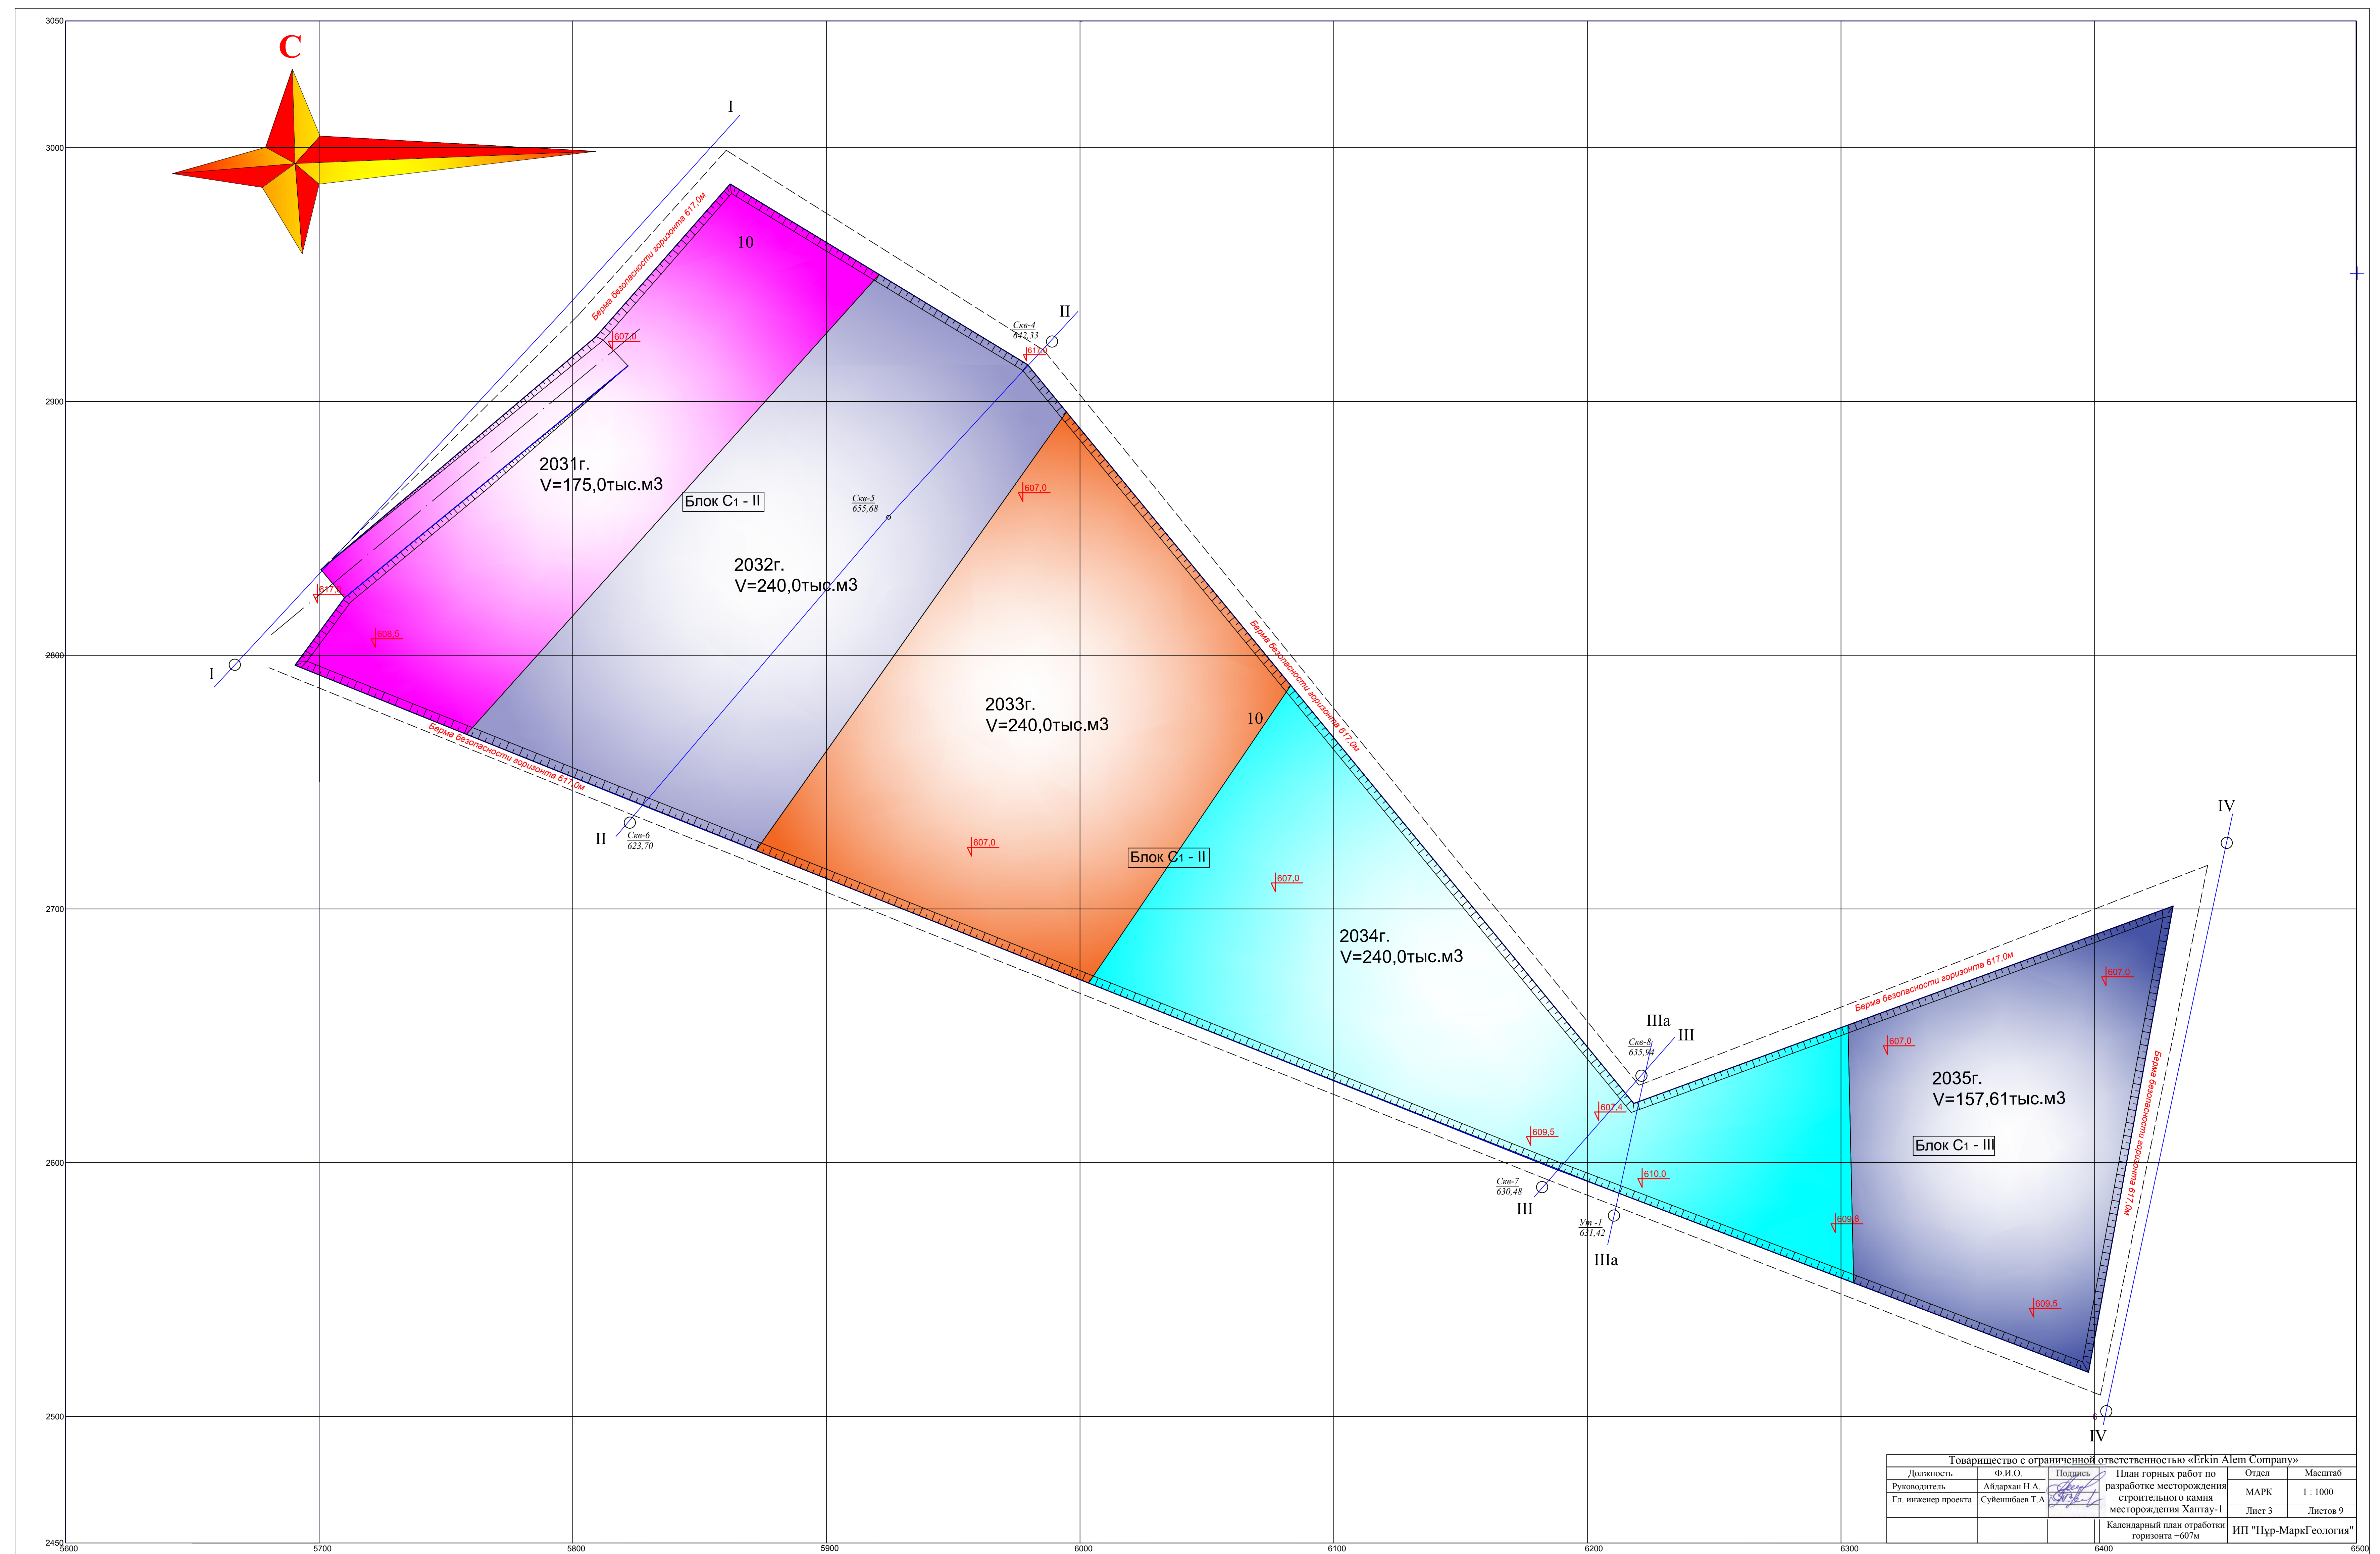 3050
3000
2900
2800
2700
2600
2500
2450
5600
5700
5800
5900
6000
6100
6200
6300
6400
6500
С
I
Берма безопасности горизонта 617,0м
10
607,0
Скв-4
642,33
II
617,0
2031г.
V=175,0тыс.м3
Блок С1 - II
Скв-5
655,68
607,0
2032г.
V=240,0тыс.м3
617,0
608,5
I
Берма безопасности горизонта 617,0м
2033г.
V=240,0тыс.м3
10
Берма безопасности горизонта 617,0м
II
Скв-6
623,70
607,0
Блок С1 - II
607,0
2034г.
V=240,0тыс.м3
IV
Берма безопасности горизонта 617,0м
607,0
IIIа
III
Скв-8
635,94
607,0
607,4
609,5
2035г.
V=157,61тыс.м3
Блок С1 - III
Берма безопасности горизонта 617,0м
Скв-7
630,48
III
610,0
Ут -1
631,42
IIIа
609,8
609,5
6
IV
Товарищество с ограниченной ответственностью «Erkin Alem Company»
Должность
Ф.И.О.
Подпись
План горных работ по
разработке месторождения
строительного камня
месторождения Хантау-1
Отдел
Масштаб
Руководитель
Айдархан Н.А.
МАРК
1 : 1000
Гл. инженер проекта
Суйеншбаев Т.А
Лист 3
Листов 9
Календарный план отработки
горизонта +607м
ИП "Нұр-МаркГеология"